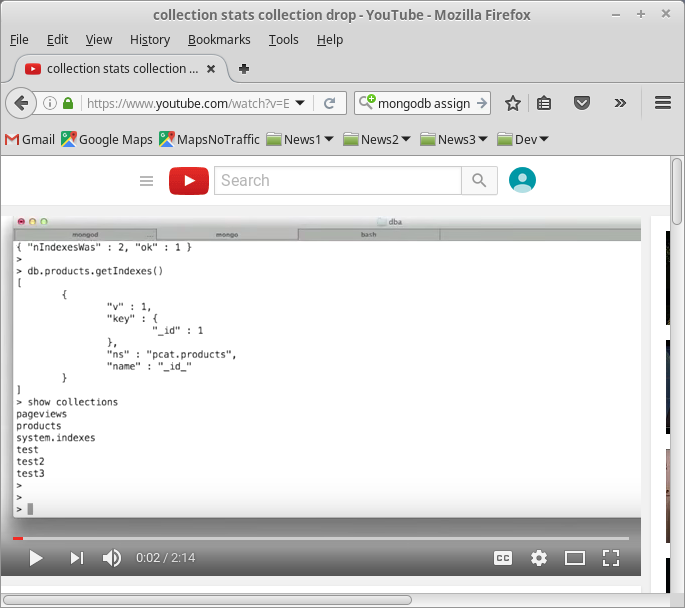 collection stats collection drop - YouTube - Mozilla Firefox
File Edit View History Bookmarks Tools Help
collection stats collection ...
https://www.youtube.com/watch?v=E
mongodb assign
Gmail Google Maps MapsNoTraffic News1 News2 News3 Dev
Search
dba
mongod mongo bash
{ "nIndexesWas" : 2, "ok" : 1 }
>
> db.products.getIndexes()
[
{
"v" : 1,
"key" : {
"_id" : 1
},
"ns" : "pcat.products",
"name" : "_id_"
}
]
> show collections
pageviews
products
system.indexes
test
test2
test3
>
>
>
0:02 / 2:14
CC